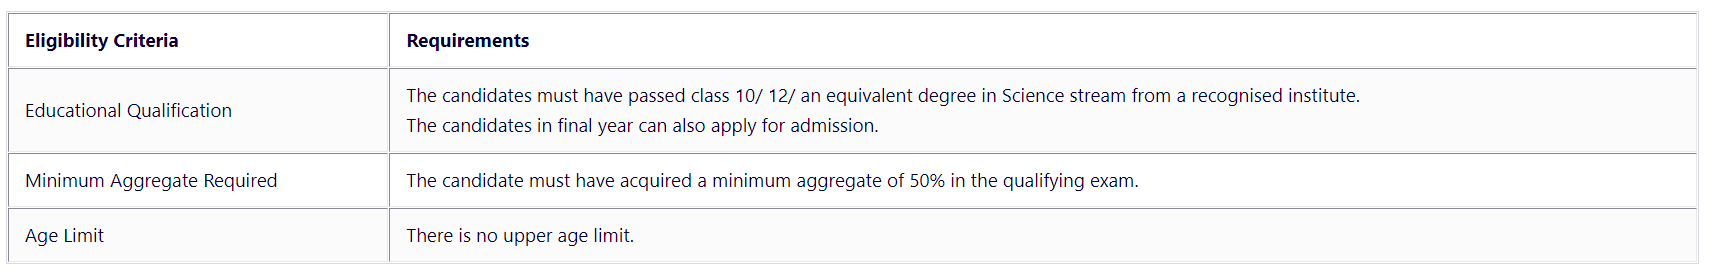 Eligibility Criteria
Requirements
Educational Qualification
The candidates must have passed class 10/ 12/ an equivalent degree in Science stream from a recognised institute.
The candidates in final year can also apply for admission.
Minimum Aggregate Required
The candidate must have acquired a minimum aggregate of 50% in the qualifying exam.
Age Limit
There is no upper age limit.